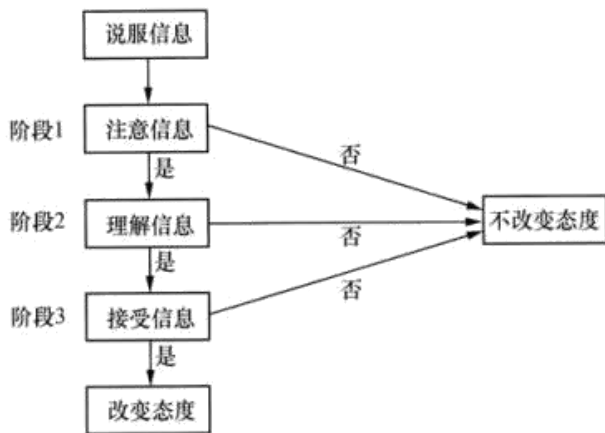 说服信息
阶段1
注意信息
否
是
阶段2
理解信息
否
不改变态度
是
阶段3
接受信息
否
是
改变态度